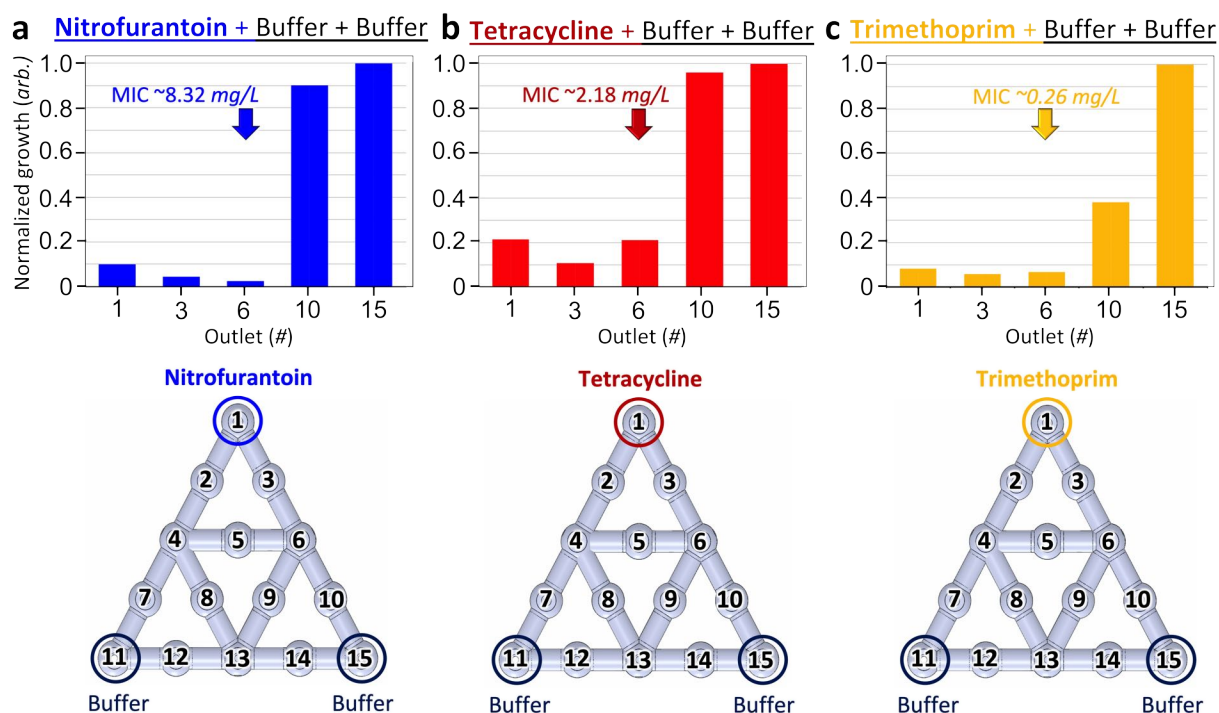 a Nitrofurantoin + Buffer + Buffer
Normalized growth (arb.)
1.0
0.8
0.6
0.4
0.2
0
MIC ~8.32 mg/L
1 3 6 10 15
Outlet (#)
b Tetracycline + Buffer + Buffer
1.0
0.8
0.6
0.4
0.2
0
MIC ~2.18 mg/L
1 3 6 10 15
Outlet (#)
c Trimethoprim + Buffer + Buffer
1.0
0.8
0.6
0.4
0.2
0
MIC ~0.26 mg/L
1 3 6 10 15
Outlet (#)
Nitrofurantoin
1
2 3
4 5 6
7 8 9 10
11 12 13 14 15
Buffer Buffer
Tetracycline
1
2 3
4 5 6
7 8 9 10
11 12 13 14 15
Buffer Buffer
Trimethoprim
1
2 3
4 5 6
7 8 9 10
11 12 13 14 15
Buffer Buffer